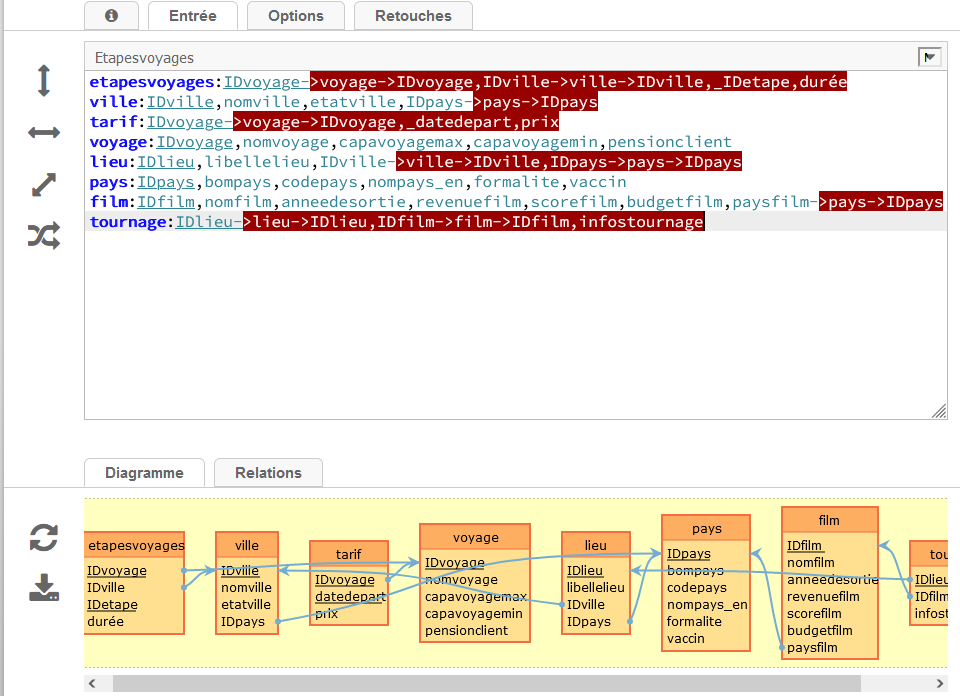 Entrée
Options
Retouches
Etapesvoyages
etapesvoyages:IDvoyage->voyage->IDvoyage,IDville->ville->IDville,_IDetape,durée
ville:IDville,nomville,etatville,IDpays->pays->IDpays
tarif:IDvoyage->voyage->IDvoyage,_datedepart,prix
voyage:IDvoyage,nomvoyage,capavoyagemax,capavoyagemin,pensionclient
lieu:IDlieu,libellelieu,IDville->ville->IDville,IDpays->pays->IDpays
pays:IDpays,bompays,codepays,nompays_en,formalite,vaccin
film:IDfilm,nomfilm,anneedesortie,revenuefilm,scorefilm,budgetfilm,paysfilm->pays->IDpays
tournage:IDlieu->lieu->IDlieu,IDfilm->film->IDfilm,infostournage
Diagramme
Relations
etapesvoyages
IDvoyage
IDville
IDetape
durée
ville
IDville
nomville
etatville
IDpays
tarif
IDvoyage
datedepart
prix
voyage
IDvoyage
nomvoyage
capavoyagemax
capavoyagemin
pensionclient
lieu
IDlieu
libellelieu
IDville
IDpays
pays
IDpays
bompays
codepays
nompays_en
formalite
vaccin
film
IDfilm
nomfilm
anneedesortie
revenuefilm
scorefilm
budgetfilm
paysfilm
tou
IDlieu
IDfilm
infost